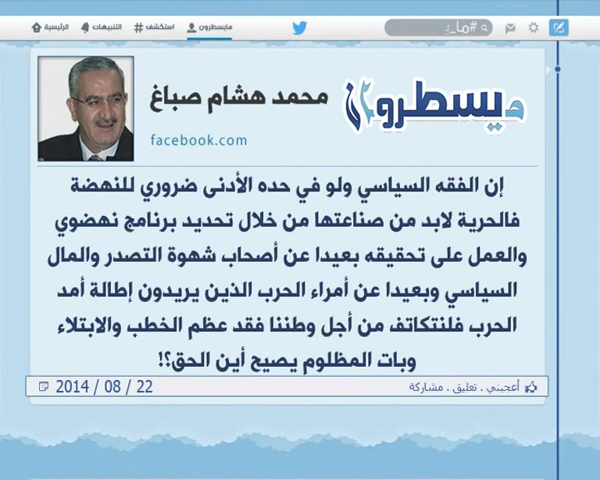 الرئيسية
التنبيهات
# استكشف
مايسطرون
#ما_
محمد هشام صباغ
facebook.com
إن الفقه السياسي ولو في حده الأدنى ضروري للنهضة
فالحرية لابد من صناعتها من خلال تحديد برنامج نهضوي
والعمل على تحقيقه بعيدا عن أصحاب شهوة التصدر والمال
السياسي وبعيدا عن أمراء الحرب الذين يريدون إطالة أمد
الحرب فلنتكاتف من أجل وطننا فقد عظم الخطب والابتلاء
وبات المظلوم يصيح أين الحق؟!
أعجبني . تعليق . مشاركة
22 / 08 / 2014